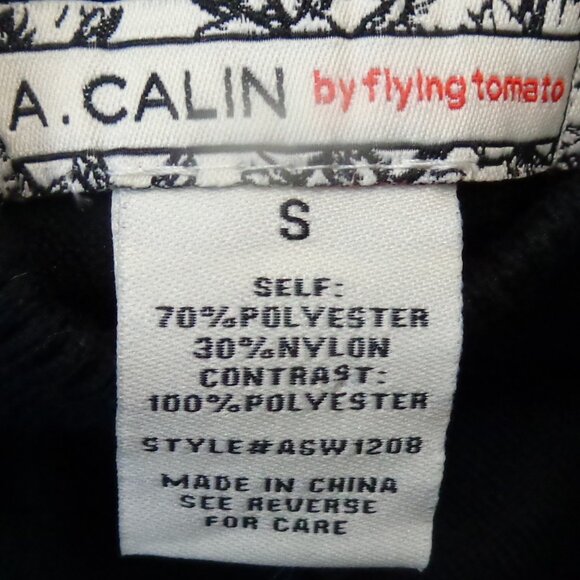 A. CALIN by flying tomato
S
SELF:
70%POLYESTER
30%NYLON
CONTRAST:
100%POLYESTER
STYLE#ASW1208
MADE IN CHINA
SEE REVERSE
FOR CARE